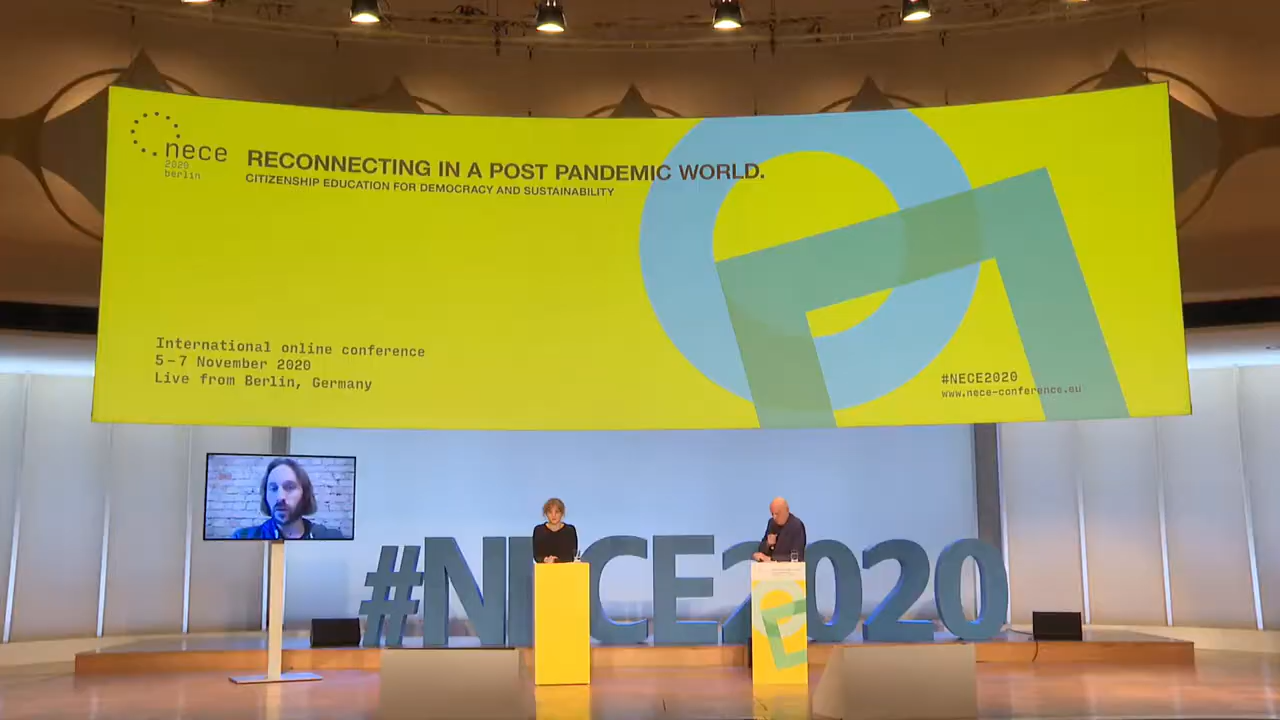 nece
2020
berlin
RECONNECTING IN A POST PANDEMIC WORLD.
CITIZENSHIP EDUCATION FOR DEMOCRACY AND SUSTAINABILITY
International online conference
5–7 November 2020
Live from Berlin, Germany
#NECE2020
www.nece-conference.eu
#NECE2020